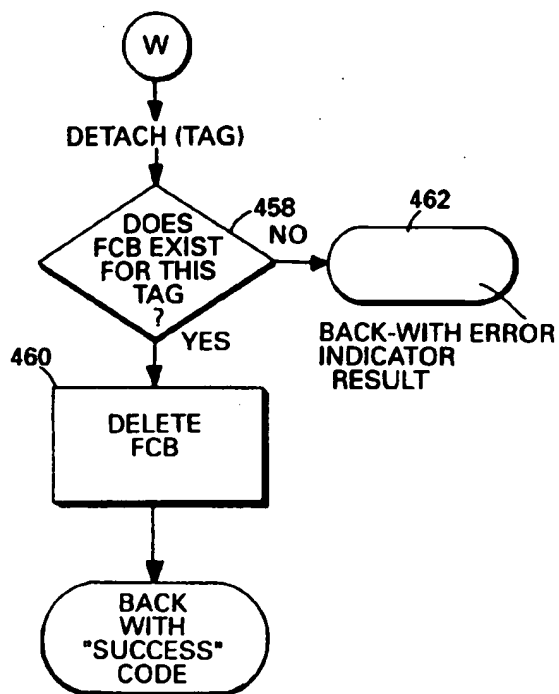 W
DETACH (TAG)
458
DOES
FCB EXIST
FOR THIS
TAG
?
NO
462
BACK-WITH ERROR
INDICATOR
RESULT
YES
460
DELETE
FCB
BACK
WITH
"SUCCESS"
CODE